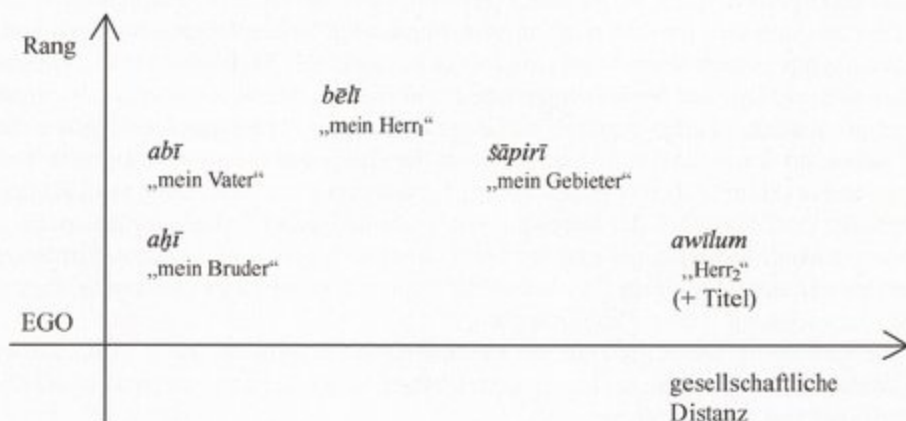 Rang
bēlī
„mein Herr₁“
abī
„mein Vater“
šāpirī
„mein Gebieter“
aḫī
„mein Bruder“
awīlum
„Herr₂“
(+ Titel)
EGO
gesellschaftliche
Distanz